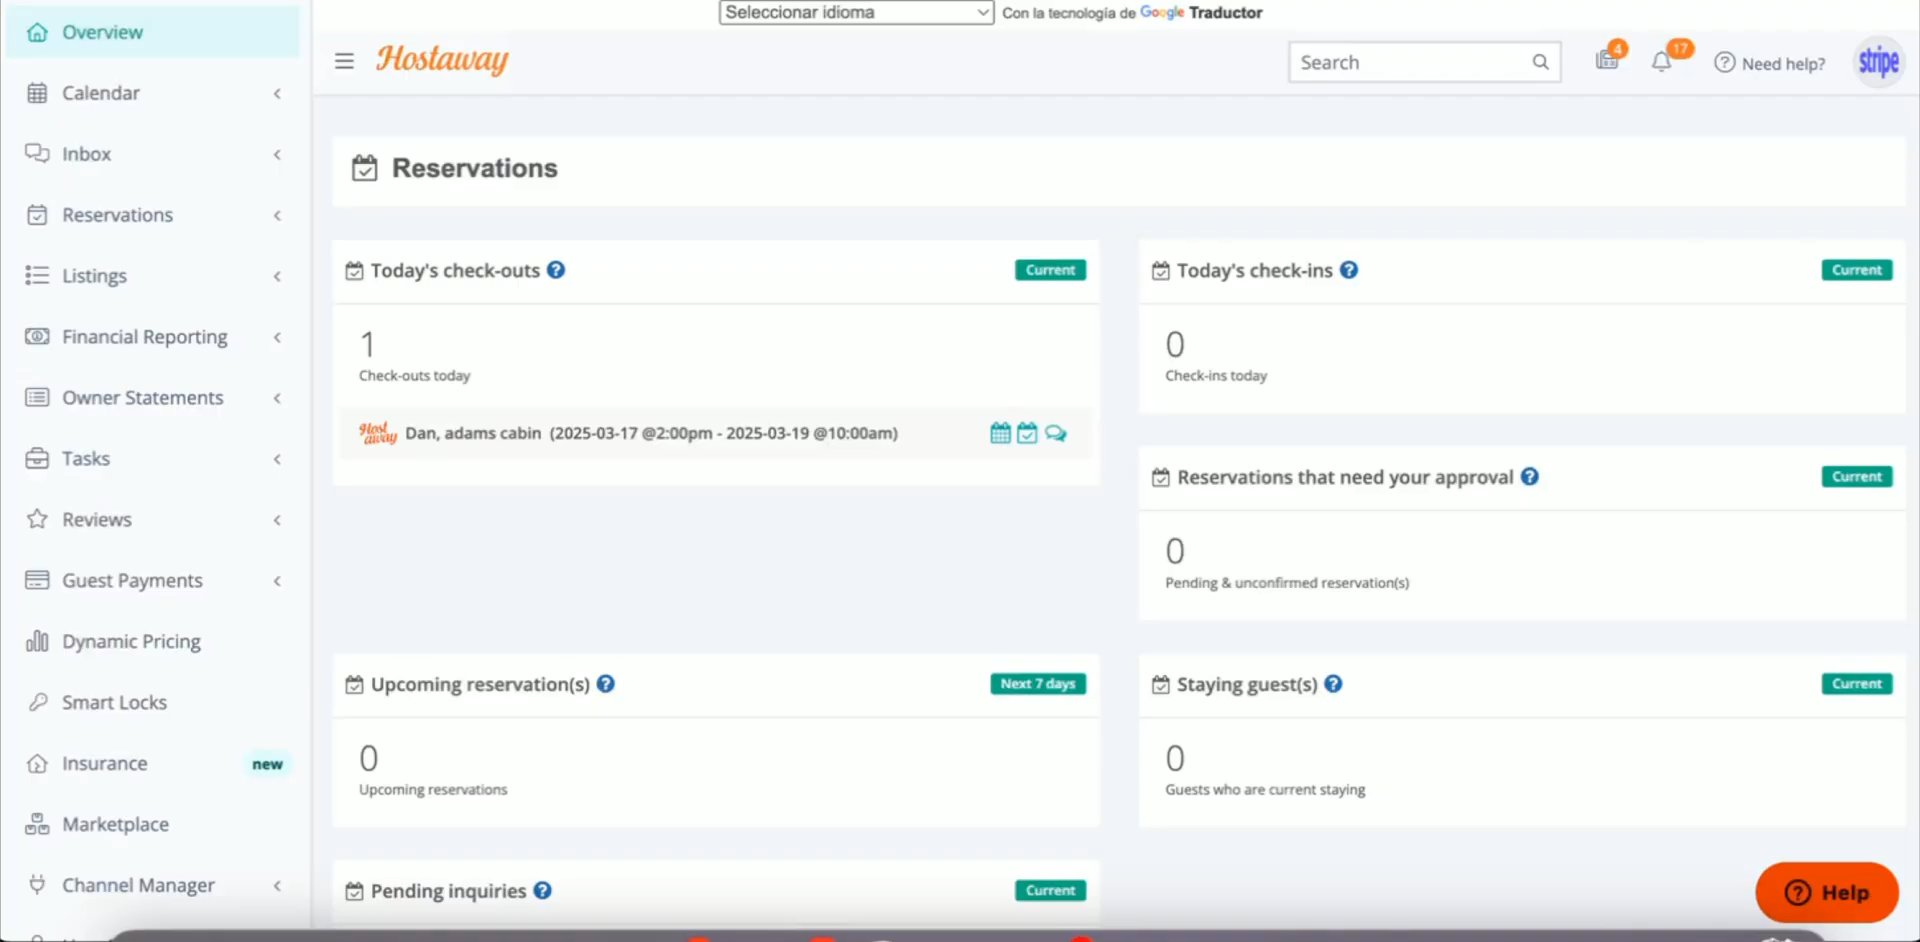 Seleccionar idioma
Con la tecnología de Google Traductor
Overview
Calendar
Inbox
Reservations
Listings
Financial Reporting
Owner Statements
Tasks
Reviews
Guest Payments
Dynamic Pricing
Smart Locks
Insurance new
Marketplace
Channel Manager
Hostaway
Search
4
17
Need help?
stripe
Reservations
Today's check-outs
Current
1
Check-outs today
Host away Dan, adams cabin (2025-03-17 @2:00pm - 2025-03-19 @10:00am)
Today's check-ins
Current
0
Check-ins today
Reservations that need your approval
Current
0
Pending & unconfirmed reservation(s)
Upcoming reservation(s)
Next 7 days
0
Upcoming reservations
Staying guest(s)
Current
0
Guests who are current staying
Pending inquiries
Current
Help